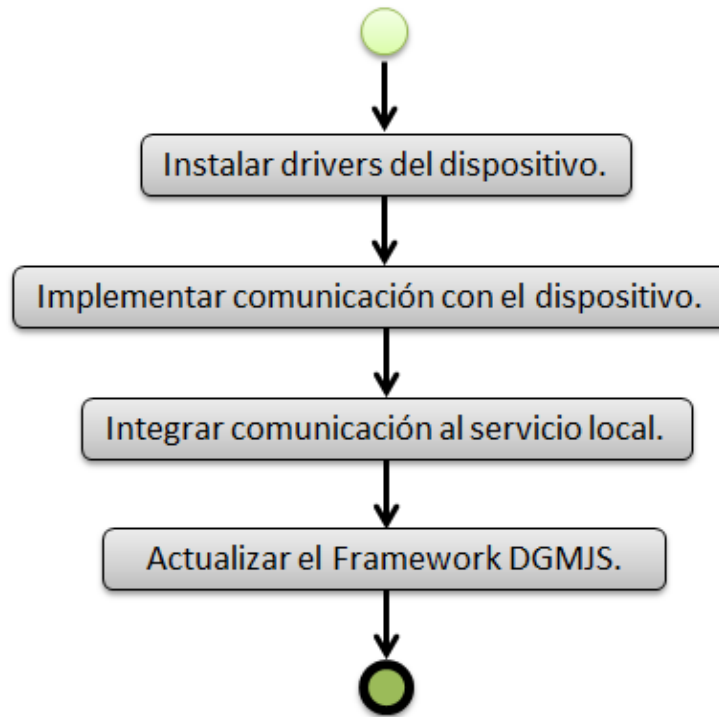 Instalar drivers del dispositivo.
Implementar comunicación con el dispositivo.
Integrar comunicación al servicio local.
Actualizar el Framework DGMJS.